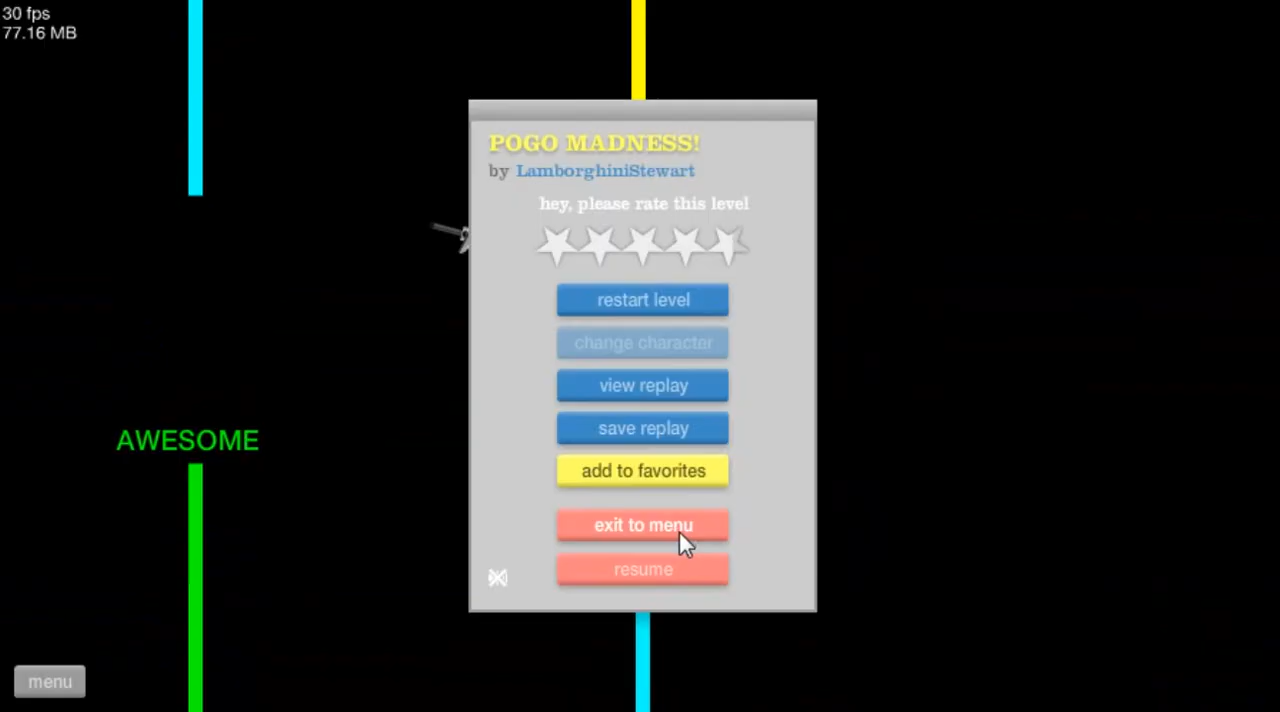 30 fps
77.16 MB
POGO MADNESS!
by LamborghiniStewart
hey, please rate this level
restart level
change character
view replay
save replay
add to favorites
exit to menu
resume
AWESOME
menu